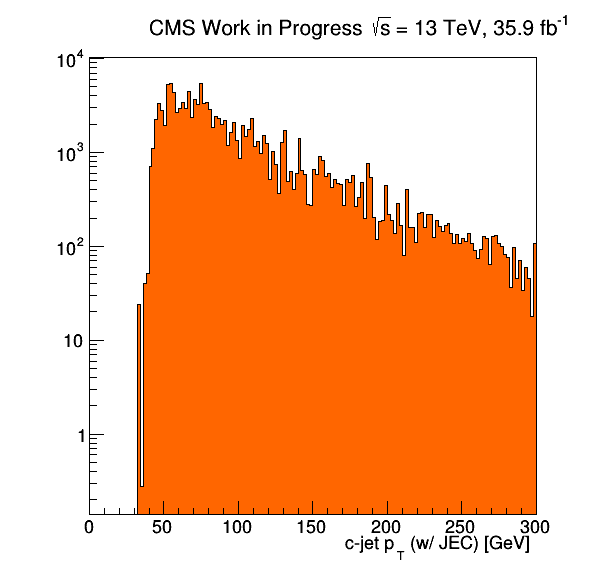 CMS Work in Progress √s = 13 TeV, 35.9 fb⁻¹
10⁴
10³
10²
10
1
0 50 100 150 200 250 300
c-jet p_T (w/ JEC) [GeV]